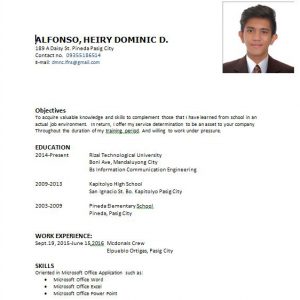 ALFONSO, HEIRY DOMINIC D.
189 A Daisy St. Pineda Pasig City
Contact no. 09355186514
e-mail: dmnc.lfns@gmail.com
Objectives
To acquire valuable knowledge and skills to complement those that I have learned from school in an
actual job environment. In return, I offer my service determination to be an asset to your company
Throughout the duration of my training period. And willing to work under pressure.
EDUCATION
2014-Present Rizal Technological University
Boni Ave, Mandaluyong City
Bs Information Communication Engineering
2009-2013 Kapitolyo High School
San Ignacio St. Bo. Kapitolyo, Pasig City
2003-2009 Pineda Elementary School
Pineda, Pasig City
WORK EXPERIENCE:
Sept.19, 2015-June 16,2016 Mcdonals Crew
Elpueblo Ortigas, Pasig City
SKILLS
Oriented in Microsoft Office Application such as
Microsoft Office Word
Microsoft Office Excel
Microsoft Office Power Point